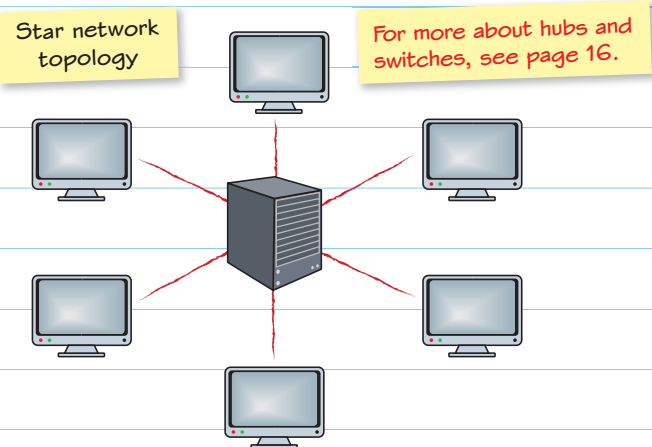 Star network
topology
For more about hubs and
switches, see page 16.